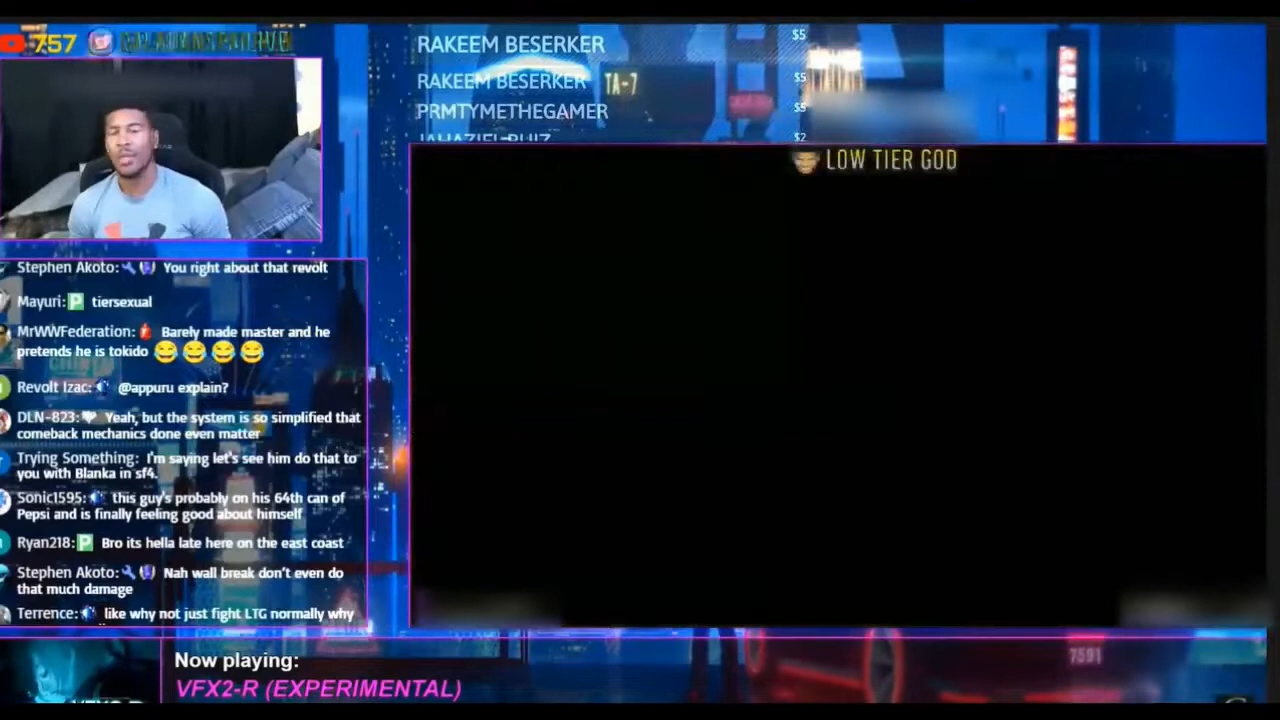 757
RAKEEM BESERKER $5
RAKEEM BESERKER $5
TA-7
PRMTYMETHEGAMER $5
JAHAZIEL RUIZ $2
LOW TIER GOD
Stephen Akoto: You right about that revolt
Mayuri: P tiersexual
MrWWFederation: Barely made master and he
pretends he is tokido 😂 😂 😂 😂
Revolt Izac: @appuru explain?
DLN-823: Yeah, but the system is so simplified that
comeback mechanics done even matter
Trying Something: I'm saying let's see him do that to
you with Blanka in sf4.
Sonic1595: this guy's probably on his 64th can of
Pepsi and is finally feeling good about himself
Ryan218: P Bro its hella late here on the east coast
Stephen Akoto: Nah wall break don't even do
that much damage
Terrence: like why not just fight LTG normally why
Now playing:
VFX2-R (EXPERIMENTAL)
7591